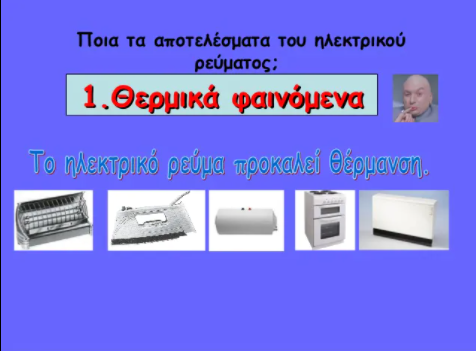 Ποια τα αποτελέσματα του ηλεκτρικού
ρεύματος;
1.Θερμικά φαινόμενα
Το ηλεκτρικό ρεύμα προκαλεί θέρμανση.